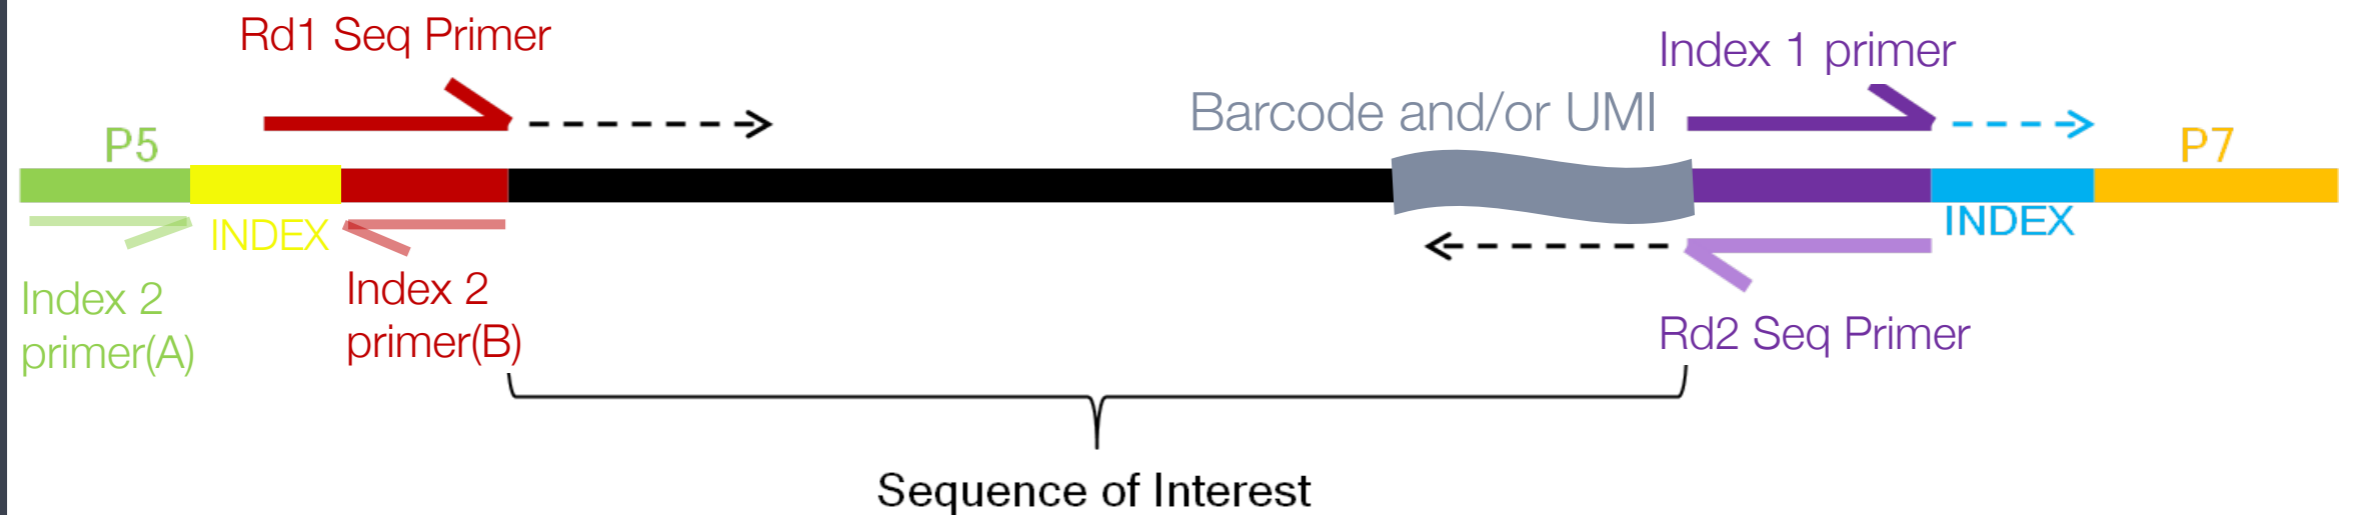 Rd1 Seq Primer
Index 1 primer
Barcode and/or UMI
P5
P7
INDEX
INDEX
Index 2
primer(A)
Index 2
primer(B)
Rd2 Seq Primer
Sequence of Interest